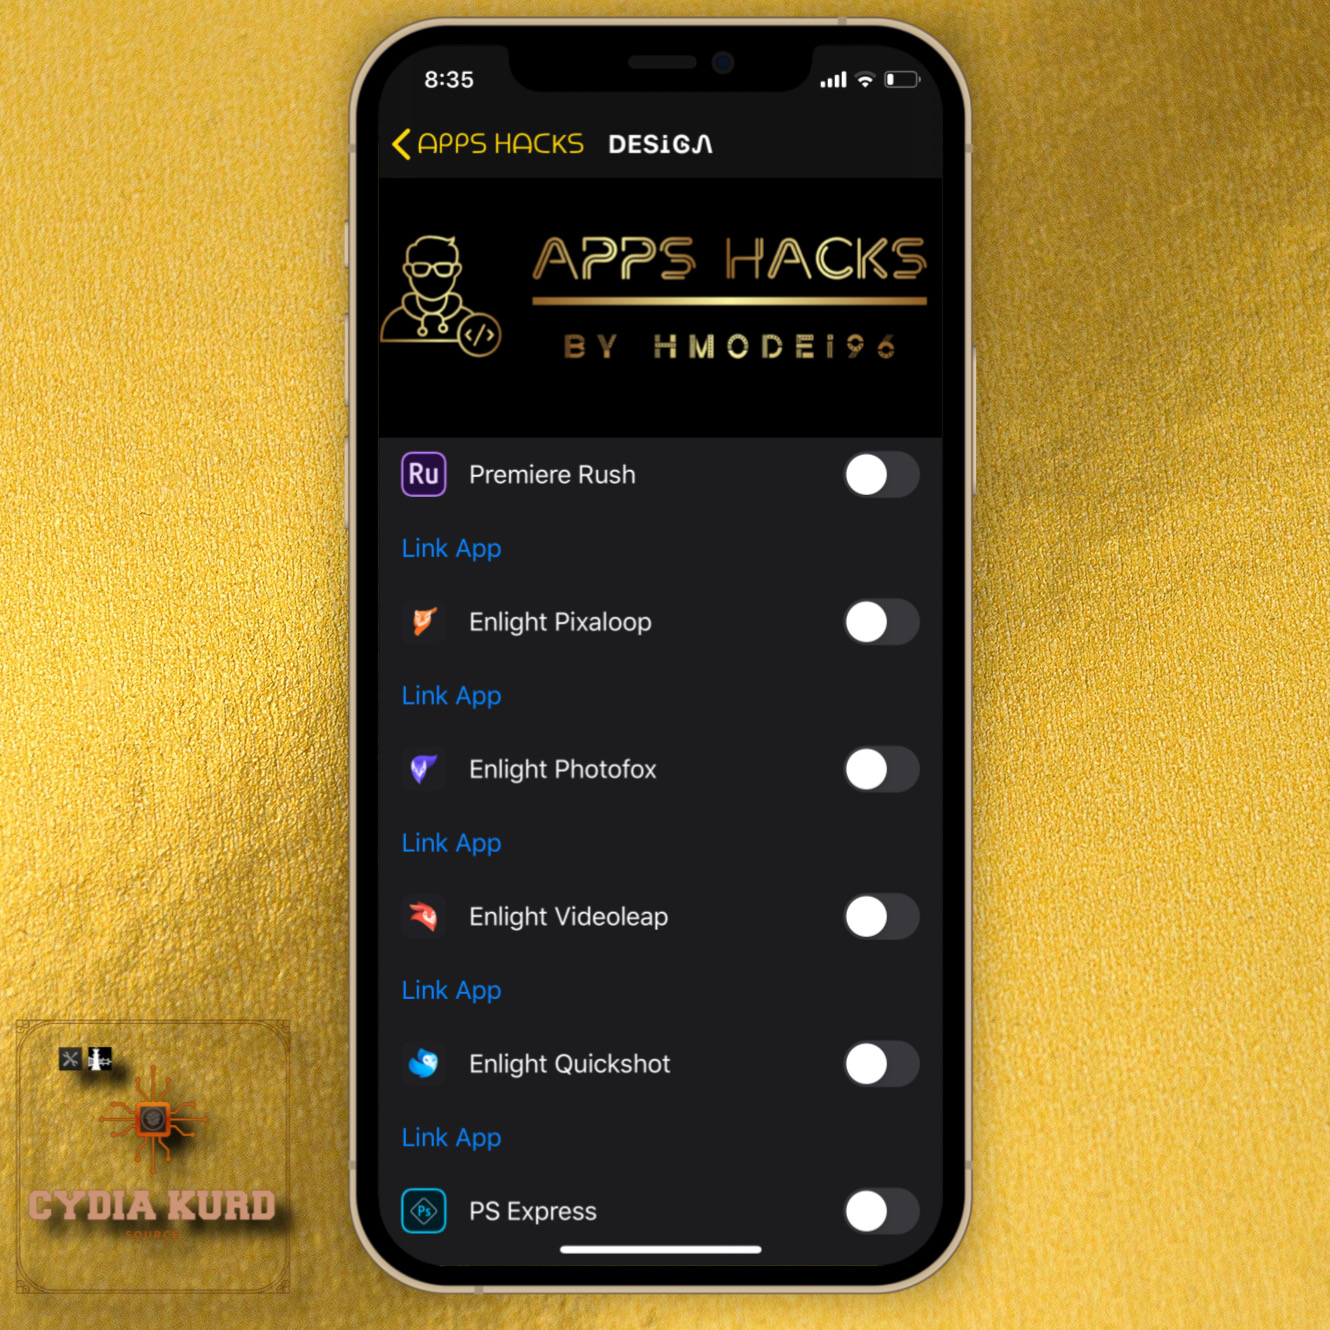 8:35
APPS HACKS DESiGN
APPS HACKS
BY HMODEi96
Ru Premiere Rush
Link App
Enlight Pixaloop
Link App
Enlight Photofox
Link App
Enlight Videoleap
Link App
Enlight Quickshot
Link App
Ps PS Express
CYDIA KURD
SOURCE